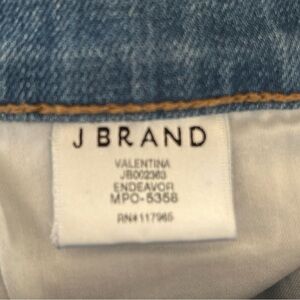 J BRAND
VALENTINA
JB002363
ENDEAVOR
MPO-5358
RN# 117965